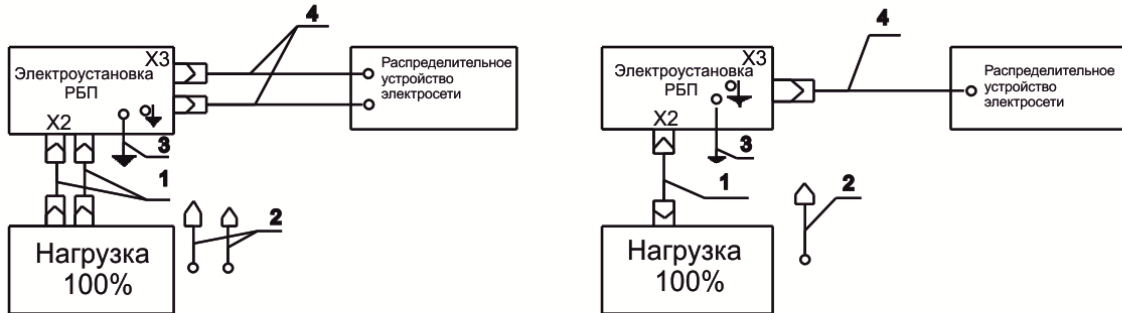 4
X3
Электроустановка
РБП
X2
Распределительное
устройство
электросети
3
1
2
Нагрузка
100%
4
X3
Электроустановка
РБП
X2
Распределительное
устройство
электросети
3
1
2
Нагрузка
100%